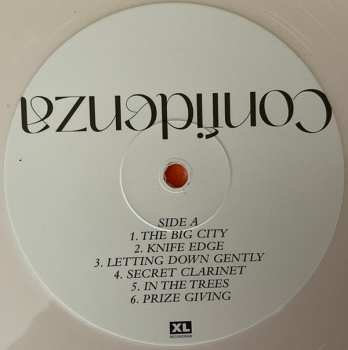 Confidenza
SIDE A
1. THE BIG CITY
2. KNIFE EDGE
3. LETTING DOWN GENTLY
4. SECRET CLARINET
5. IN THE TREES
6. PRIZE GIVING
XL
RECORDINGS